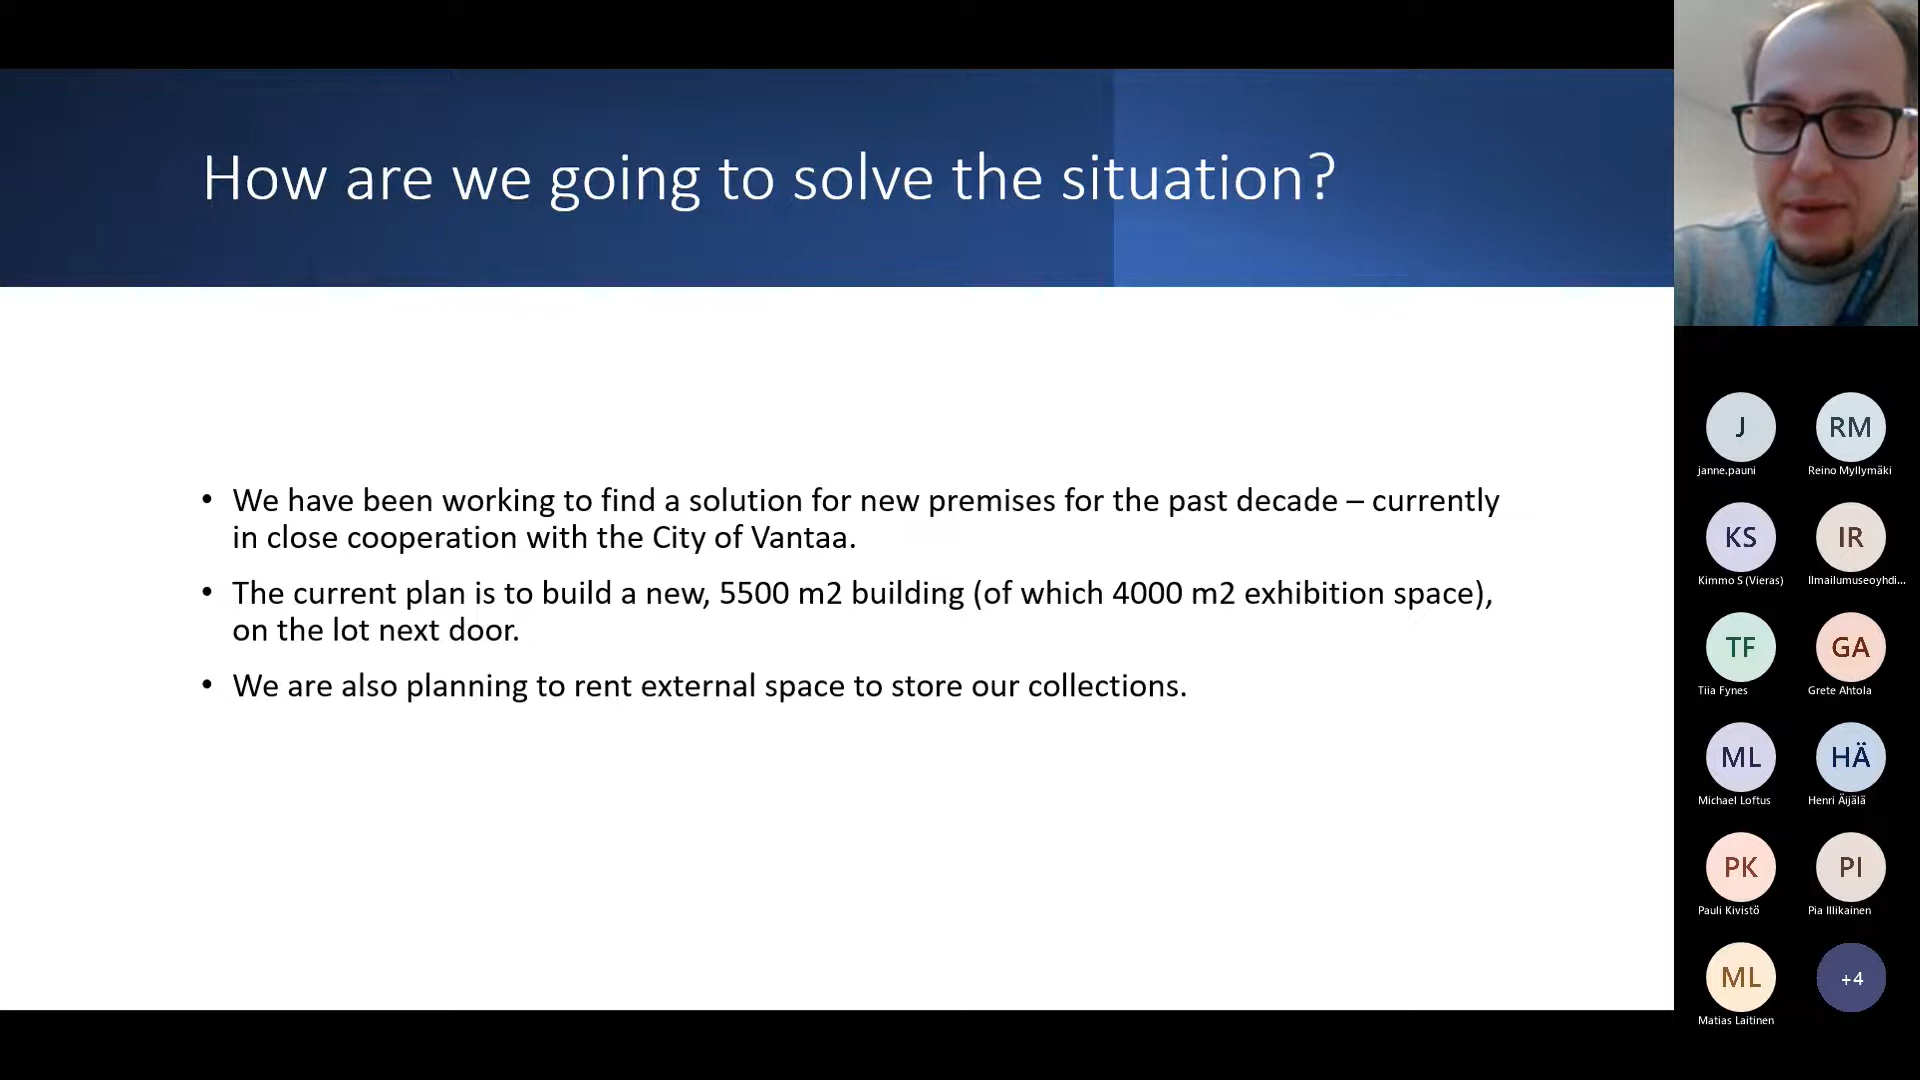 How are we going to solve the situation?
• We have been working to find a solution for new premises for the past decade – currently
in close cooperation with the City of Vantaa.
• The current plan is to build a new, 5500 m2 building (of which 4000 m2 exhibition space),
on the lot next door.
• We are also planning to rent external space to store our collections.
J RM
janne.pauni Reino Myllymäki
KS IR
Kimmo S (Vieras) Ilmailumuseoyhdi...
TF GA
Tiia Fynes Grete Ahtola
ML HÄ
Michael Loftus Henri Äijälä
PK PI
Pauli Kivistö Pia Illikainen
ML +4
Matias Laitinen